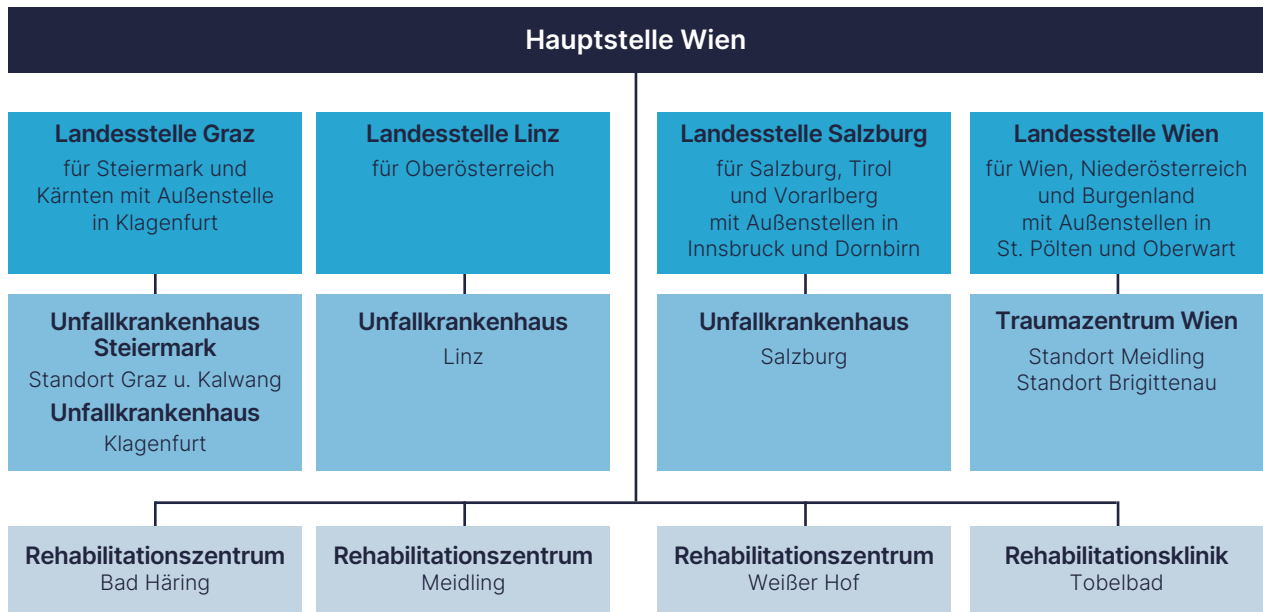 Hauptstelle Wien
Landesstelle Graz
für Steiermark und
Kärnten mit Außenstelle
in Klagenfurt
Landesstelle Linz
für Oberösterreich
Landesstelle Salzburg
für Salzburg, Tirol
und Vorarlberg
mit Außenstellen in
Innsbruck und Dornbirn
Landesstelle Wien
für Wien, Niederösterreich
und Burgenland
mit Außenstellen in
St. Pölten und Oberwart
Unfallkrankenhaus
Steiermark
Standort Graz u. Kalwang
Unfallkrankenhaus
Klagenfurt
Unfallkrankenhaus
Linz
Unfallkrankenhaus
Salzburg
Traumazentrum Wien
Standort Meidling
Standort Brigittenau
Rehabilitationszentrum
Bad Häring
Rehabilitationszentrum
Meidling
Rehabilitationszentrum
Weißer Hof
Rehabilitationsklinik
Tobelbad